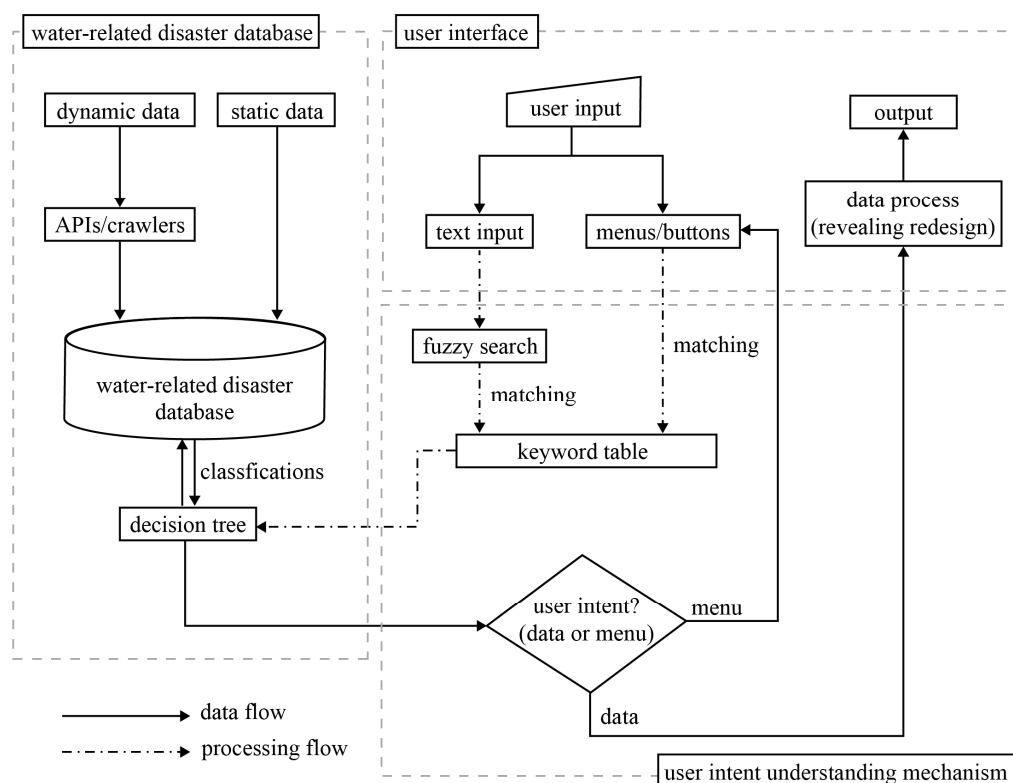 water-related disaster database
user interface
dynamic data
static data
user input
output
APIs/crawlers
text input
menus/buttons
data process
(revealing redesign)
fuzzy search
matching
matching
water-related disaster
database
keyword table
classfications
decision tree
user intent?
(data or menu)
menu
data
data flow
processing flow
user intent understanding mechanism